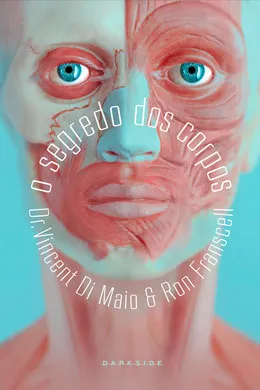 o segredo dos corpos
Dr. Vincent Di Maio & Ron Franscell
DARKSIDE